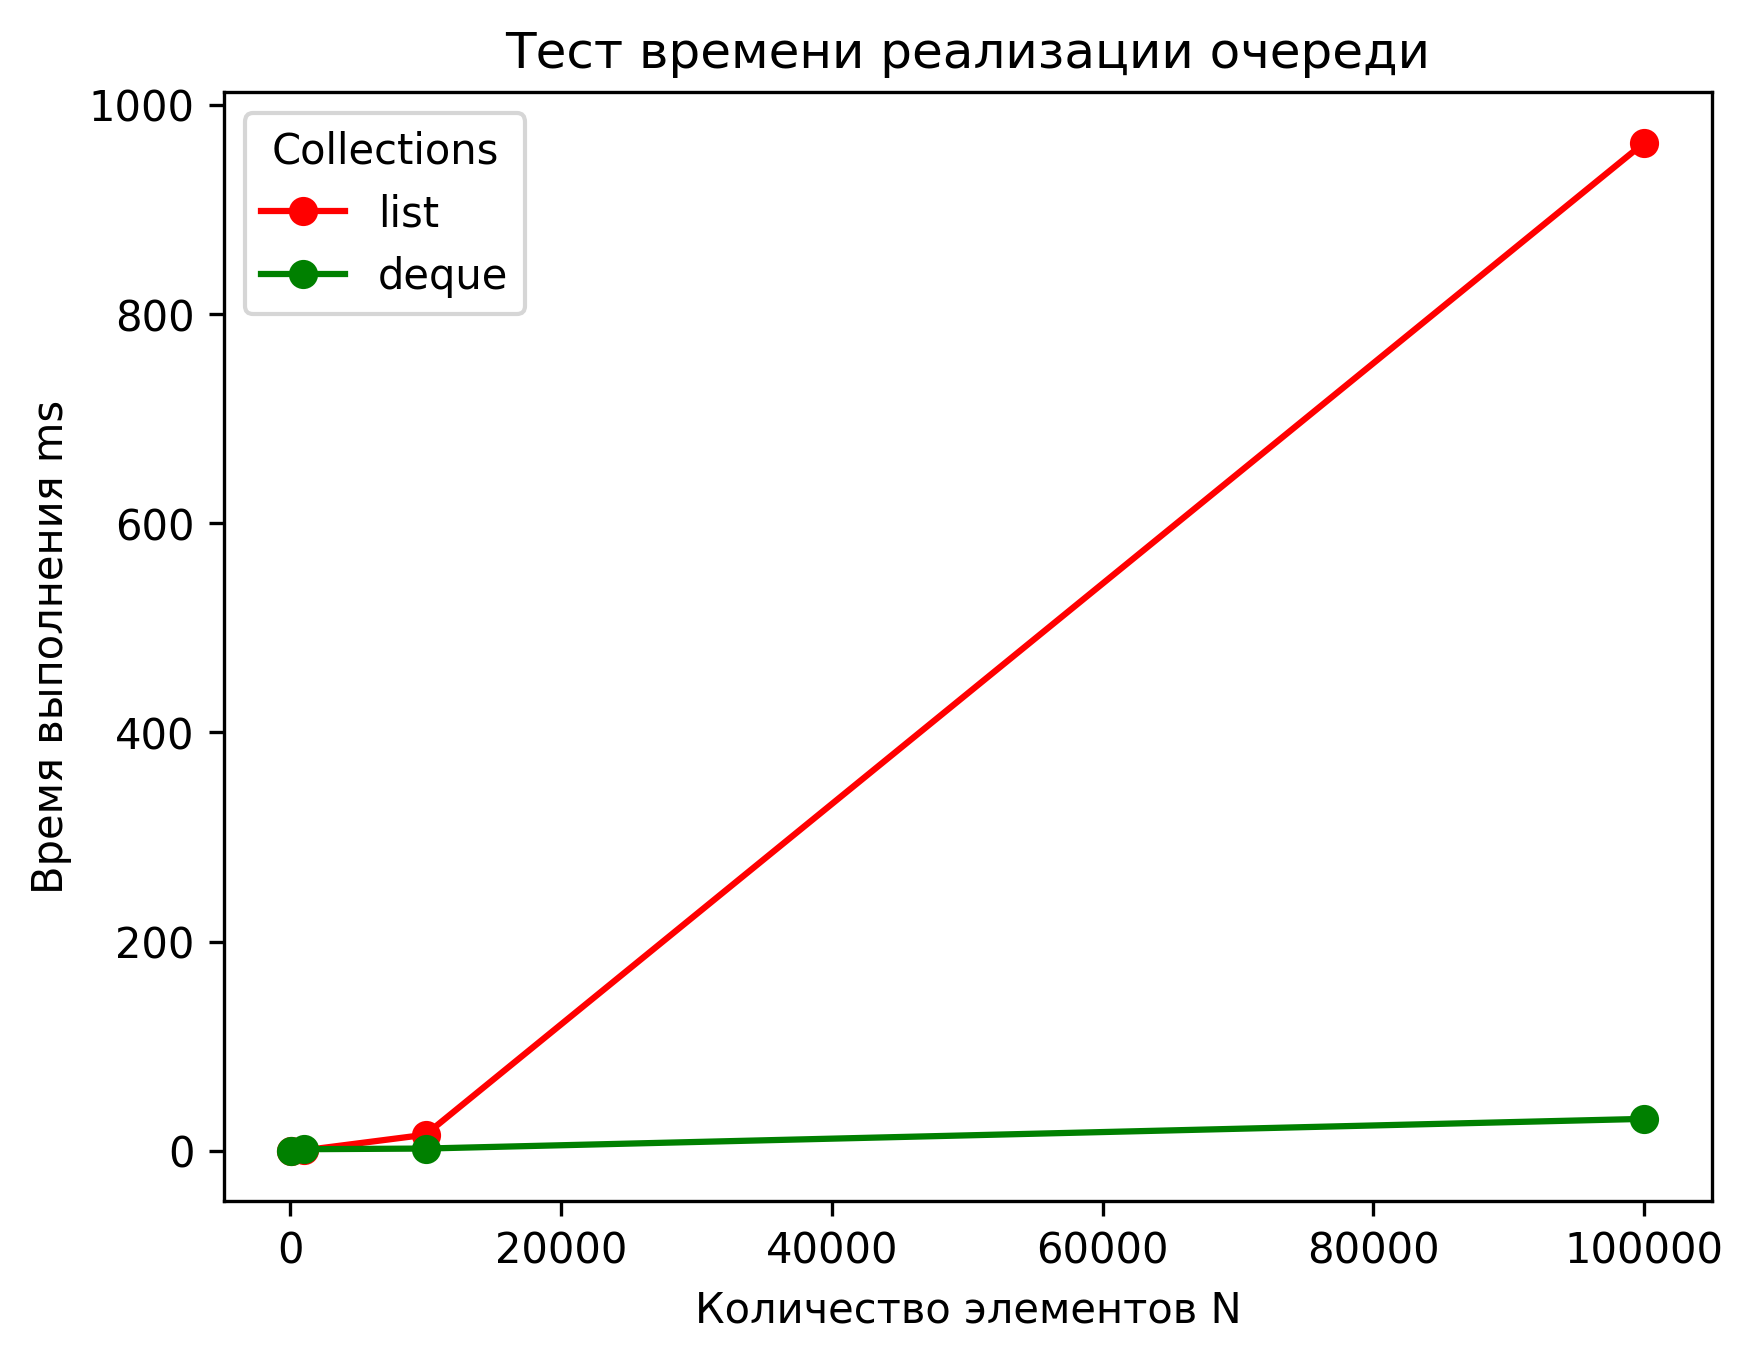 Тест времени реализации очереди
Collections
list
deque
Время выполнения ms
1000
800
600
400
200
0
0 20000 40000 60000 80000 100000
Количество элементов N